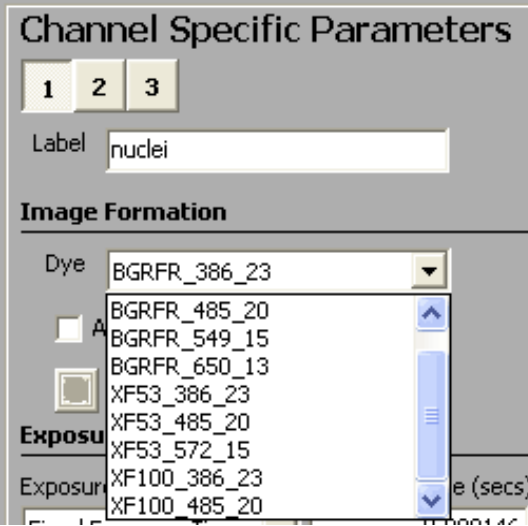 Channel Specific Parameters
1 2 3
Label nuclei
Image Formation
Dye BGRFR_386_23
BGRFR_485_20
A BGRFR_549_15
BGRFR_650_13
XF53_386_23
XF53_485_20
Exposu XF53_572_15
XF100_386_23
Exposur XF100_485_20 e (secs)